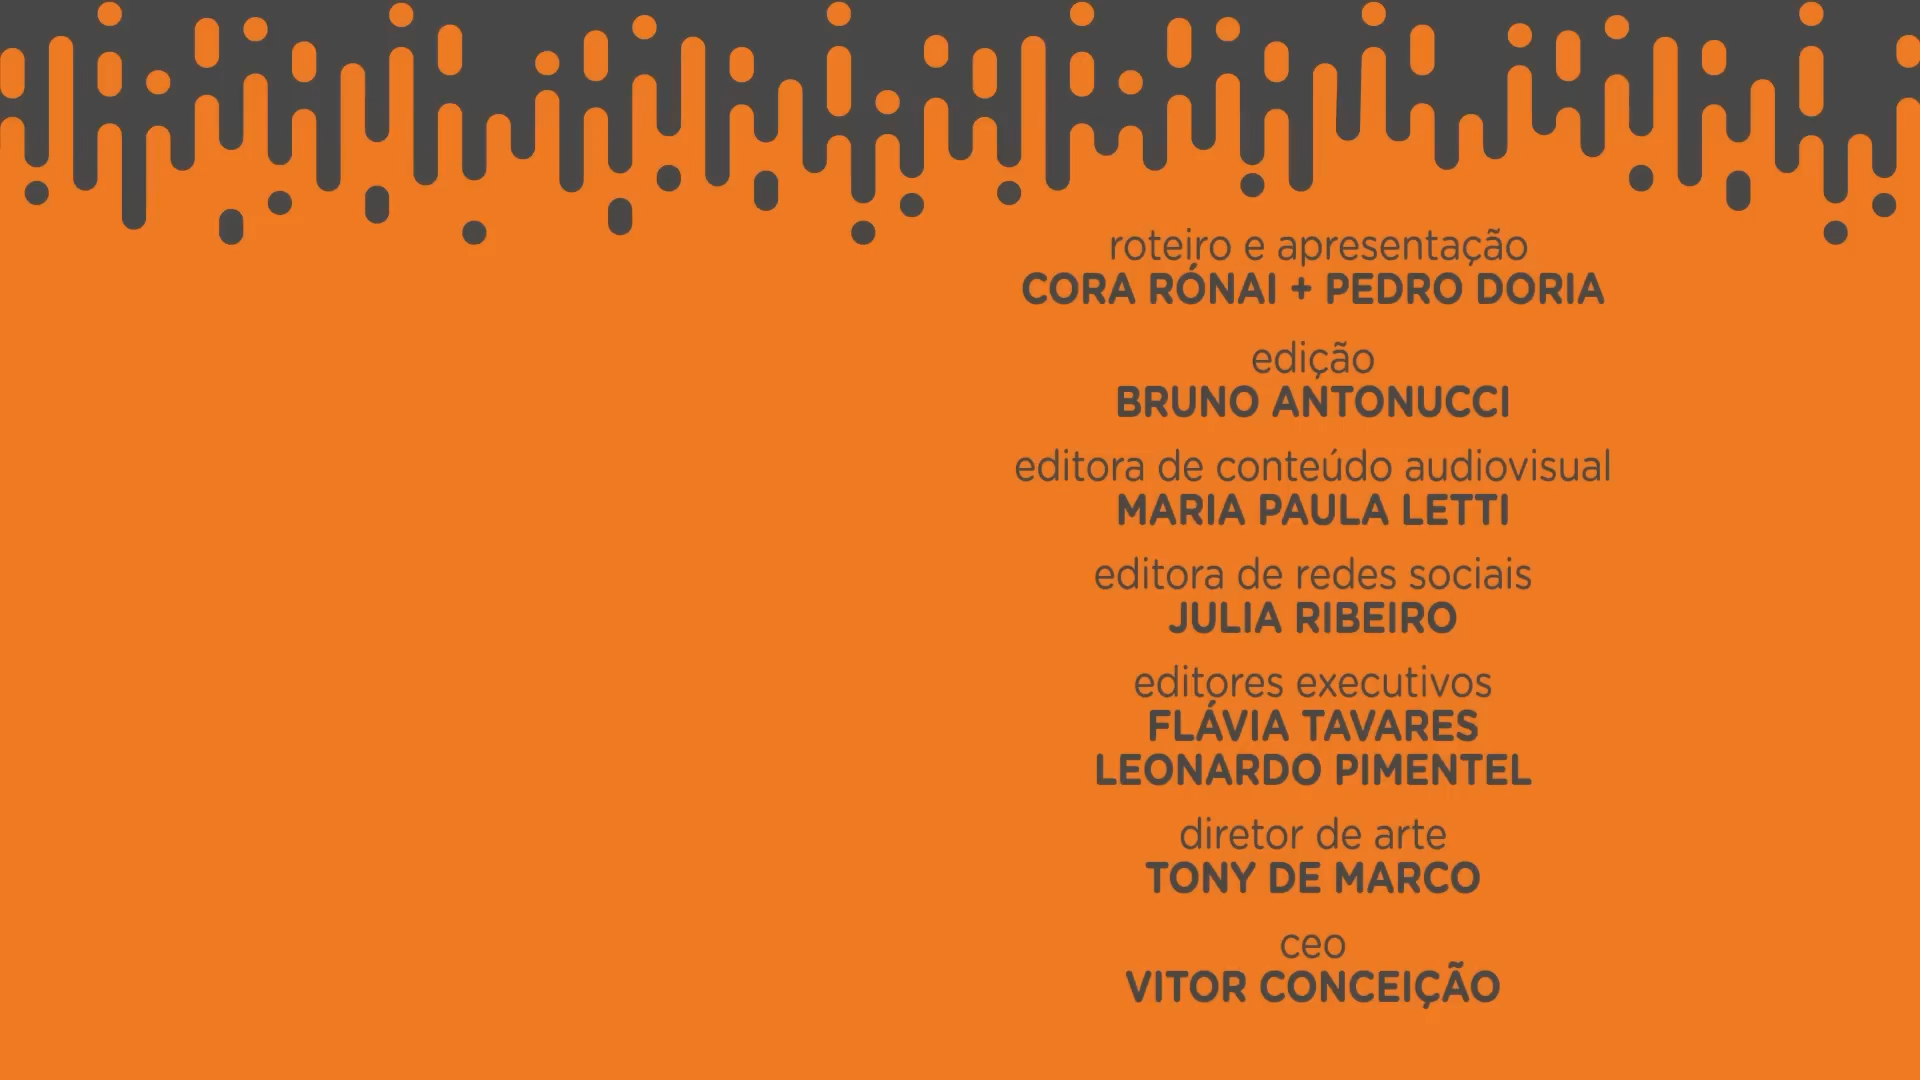 roteiro e apresentação
CORA RÓNAI + PEDRO DORIA
edição
BRUNO ANTONUCCI
editora de conteúdo audiovisual
MARIA PAULA LETTI
editora de redes sociais
JULIA RIBEIRO
editores executivos
FLÁVIA TAVARES
LEONARDO PIMENTEL
diretor de arte
TONY DE MARCO
ceo
VITOR CONCEIÇÃO